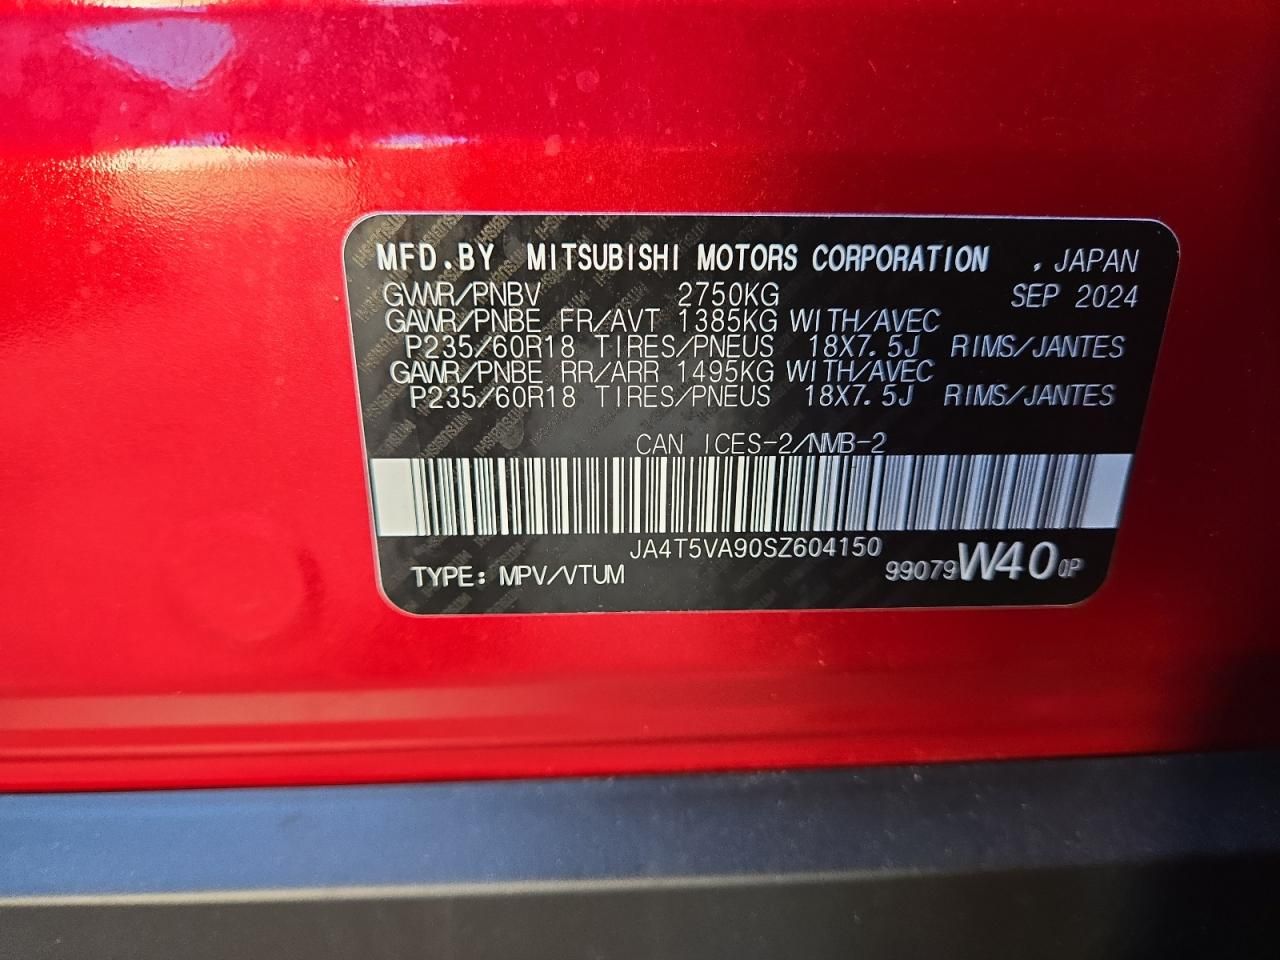 MFD.BY MITSUBISHI MOTORS CORPORATION . JAPAN
GVWR/PNBV 2750KG SEP 2024
GAWR/PNBE FR/AVT 1385KG WITH/AVEC
P235/60R18 TIRES/PNEUS 18X7.5J RIMS/JANTES
GAWR/PNBE RR/ARR 1495KG WITH/AVEC
P235/60R18 TIRES/PNEUS 18X7.5J RIMS/JANTES
CAN ICES-2/NMB-2
JA4T5VA90SZ604150
TYPE: MPV/VTUM 99079W40QP